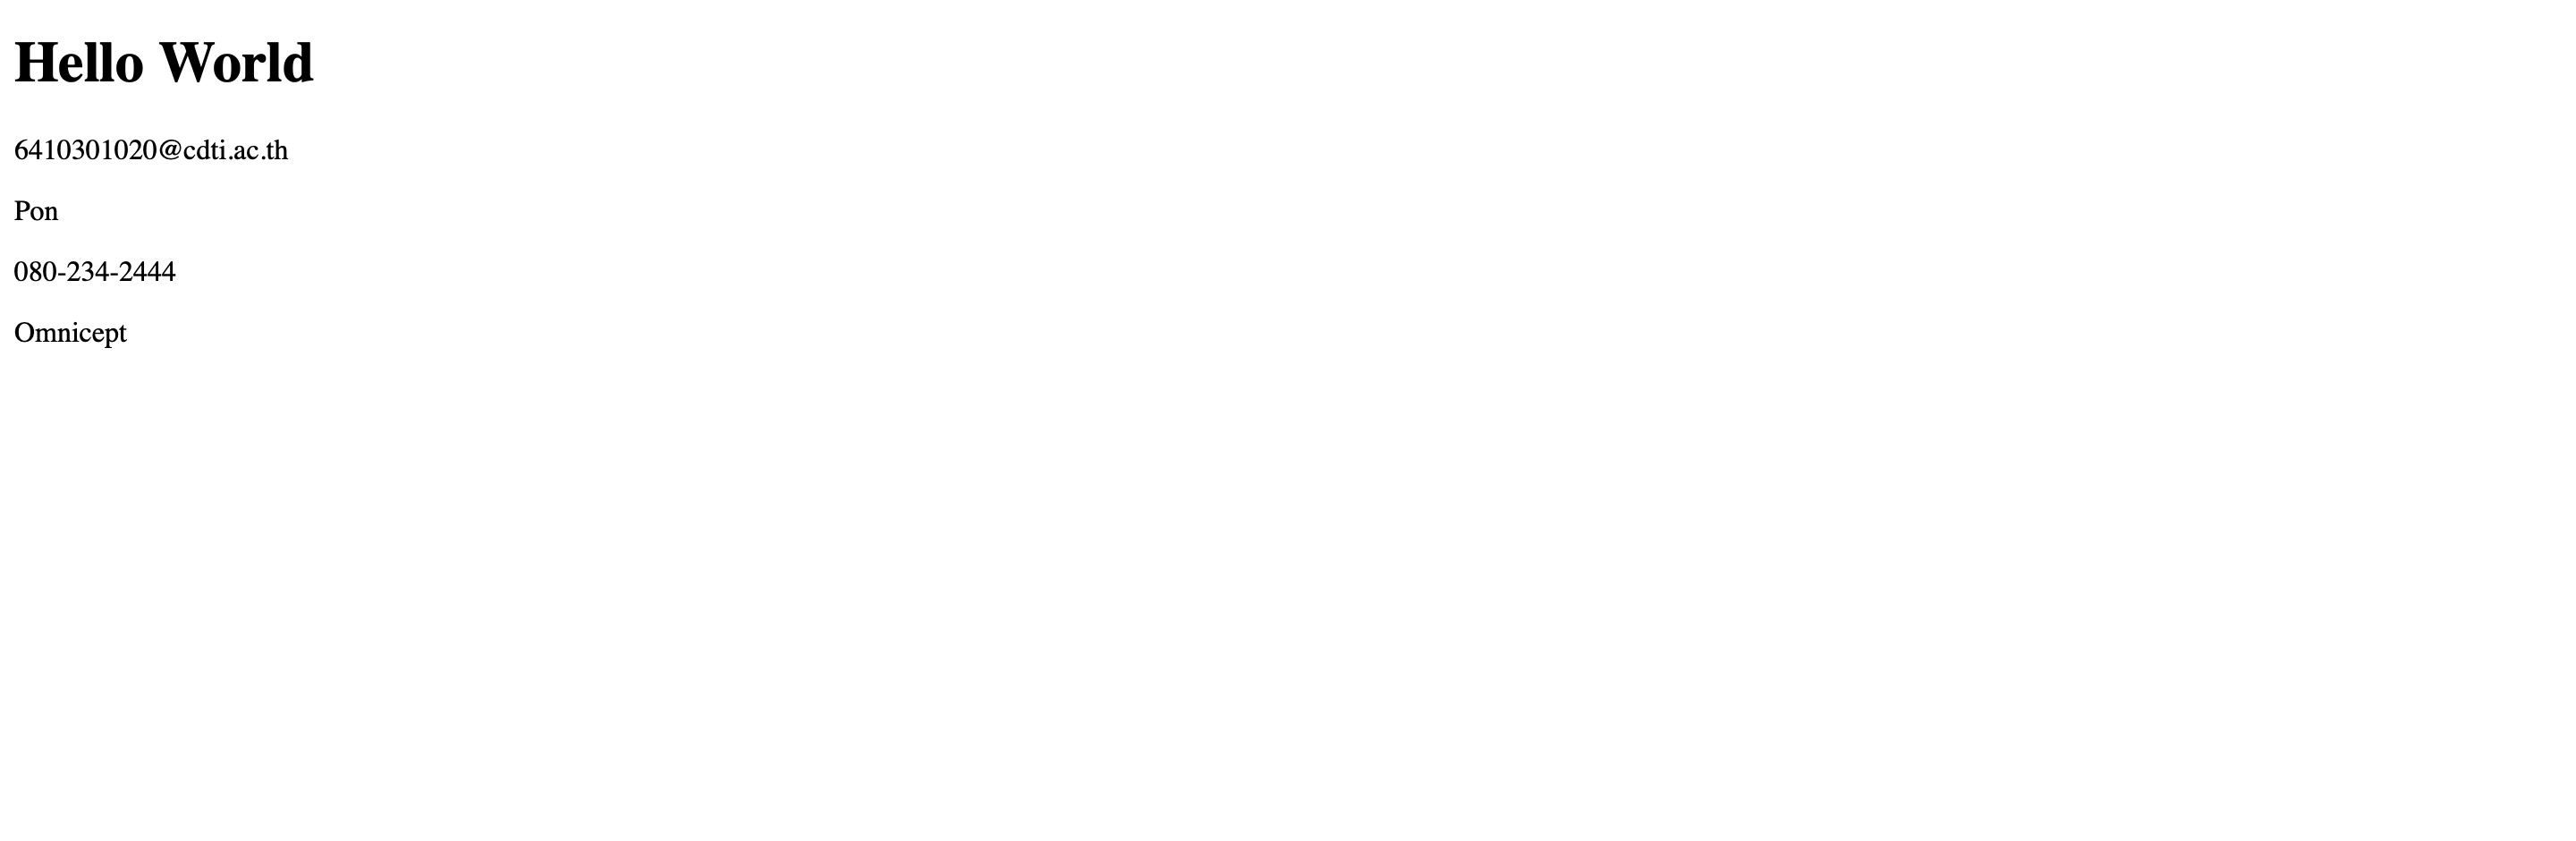 Hello World
6410301020@cdti.ac.th
Pon
080-234-2444
Omnicept